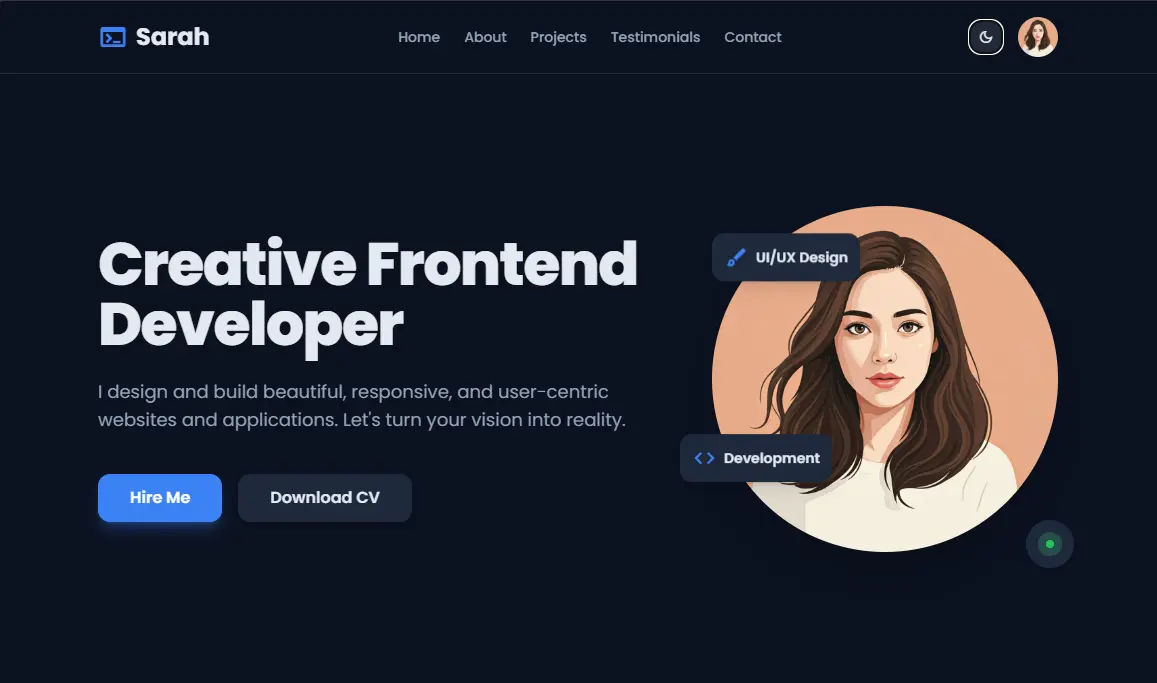 Sarah
Home
About
Projects
Testimonials
Contact
Creative Frontend
Developer
I design and build beautiful, responsive, and user-centric
websites and applications. Let's turn your vision into reality.
Hire Me
Download CV
UI/UX Design
Development